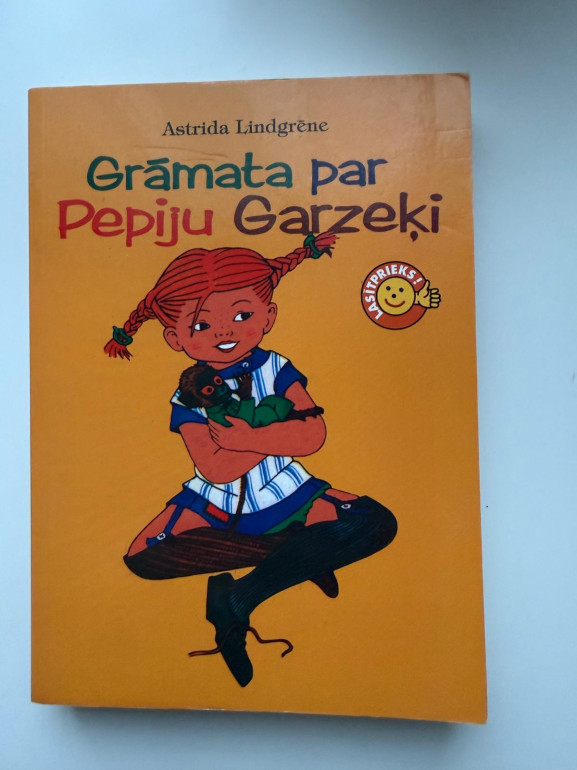 Astrida Lindgrēne
Grāmata par
Pepiju Garzeķi
LASĪTPRIEKS!